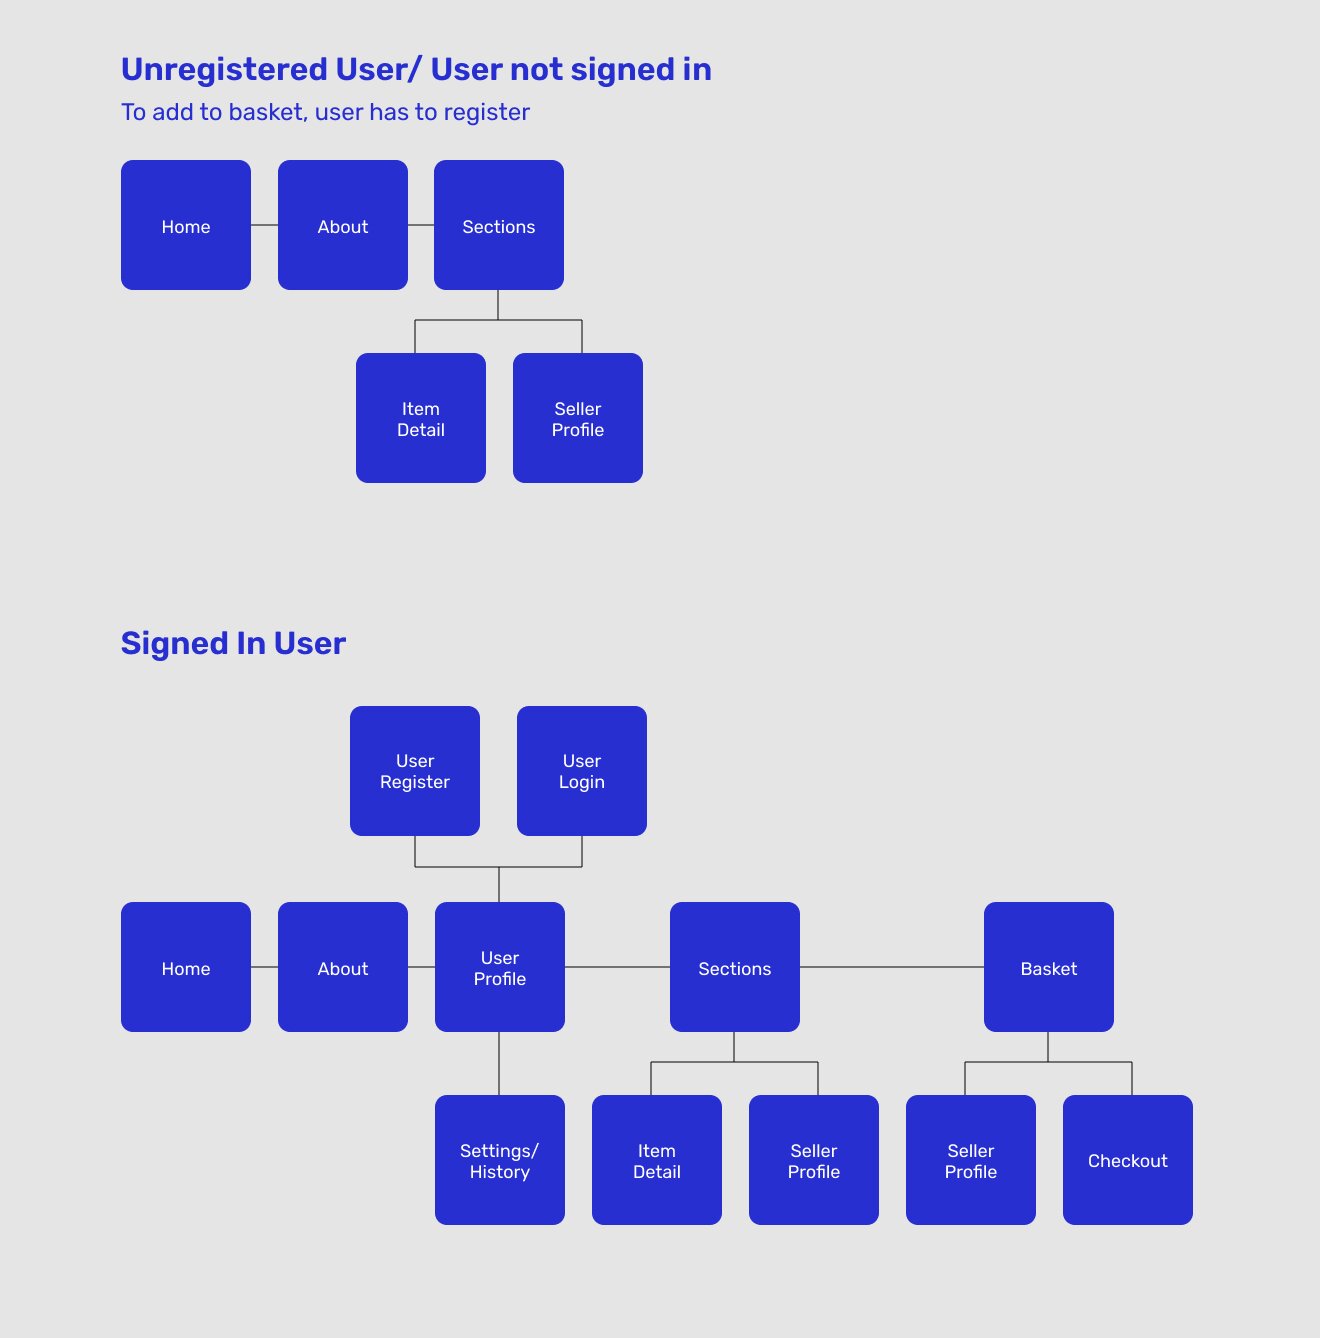 Unregistered User/ User not signed in
To add to basket, user has to register
Home
About
Sections
Item
Detail
Seller
Profile
Signed In User
User
Register
User
Login
Home
About
User
Profile
Sections
Basket
Settings/
History
Item
Detail
Seller
Profile
Seller
Profile
Checkout